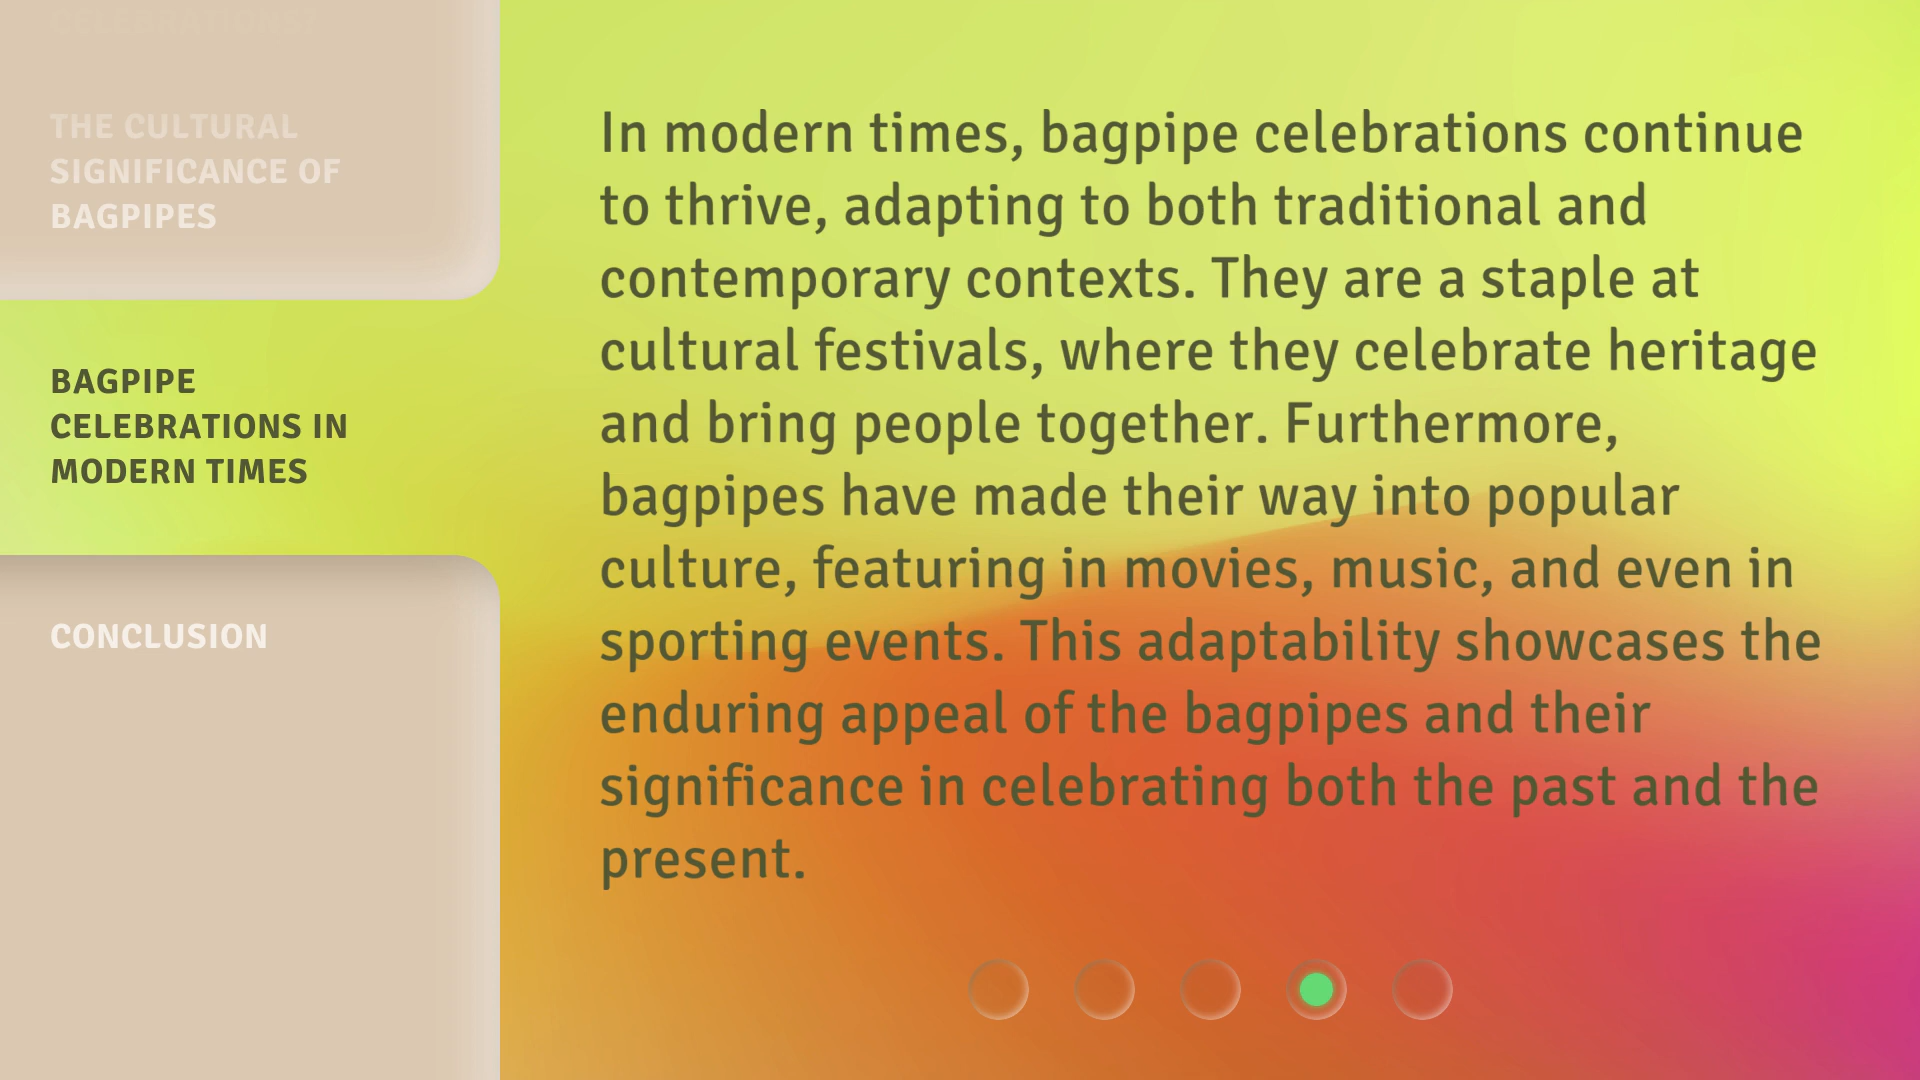 CELEBRATIONS?
THE CULTURAL
SIGNIFICANCE OF
BAGPIPES
BAGPIPE
CELEBRATIONS IN
MODERN TIMES
CONCLUSION
In modern times, bagpipe celebrations continue
to thrive, adapting to both traditional and
contemporary contexts. They are a staple at
cultural festivals, where they celebrate heritage
and bring people together. Furthermore,
bagpipes have made their way into popular
culture, featuring in movies, music, and even in
sporting events. This adaptability showcases the
enduring appeal of the bagpipes and their
significance in celebrating both the past and the
present.